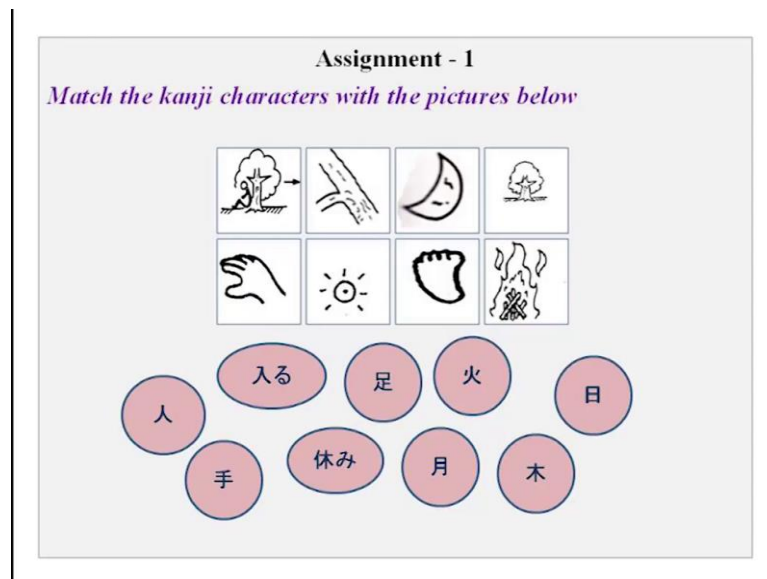 Assignment - 1
Match the kanji characters with the pictures below
入る
足
火
日
人
手
休み
月
木